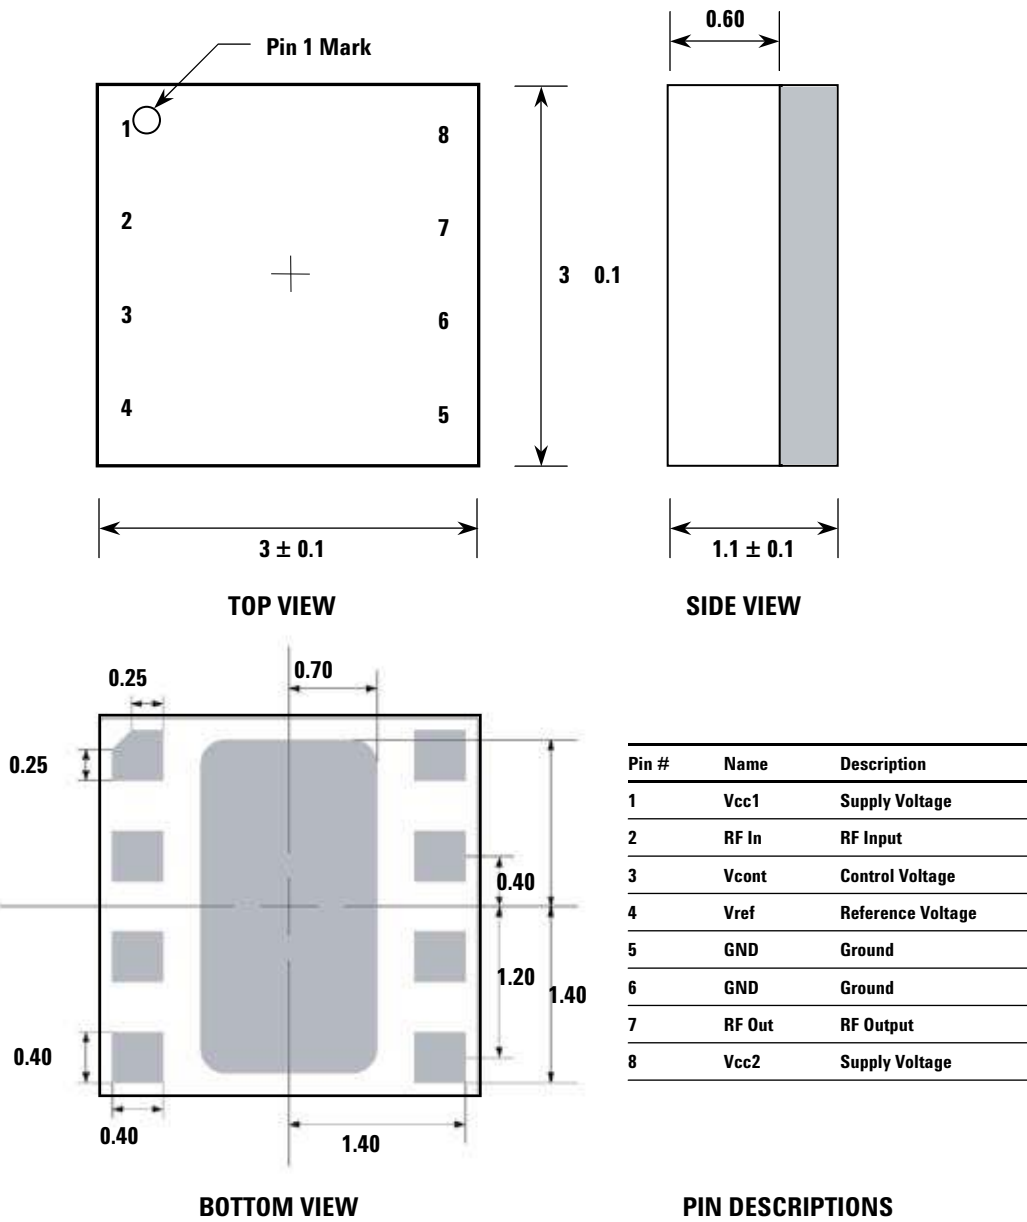 0.60
Pin 1 Mark
1
8
2
7
3 0.1
3
6
4
5
3 ± 0.1
1.1 ± 0.1
TOP VIEW
SIDE VIEW
0.25
0.70
0.25
0.40
1.20
1.40
0.40
0.40
1.40
BOTTOM VIEW
Pin # Name Description
1 Vcc1 Supply Voltage
2 RF In RF Input
3 Vcont Control Voltage
4 Vref Reference Voltage
5 GND Ground
6 GND Ground
7 RF Out RF Output
8 Vcc2 Supply Voltage
PIN DESCRIPTIONS